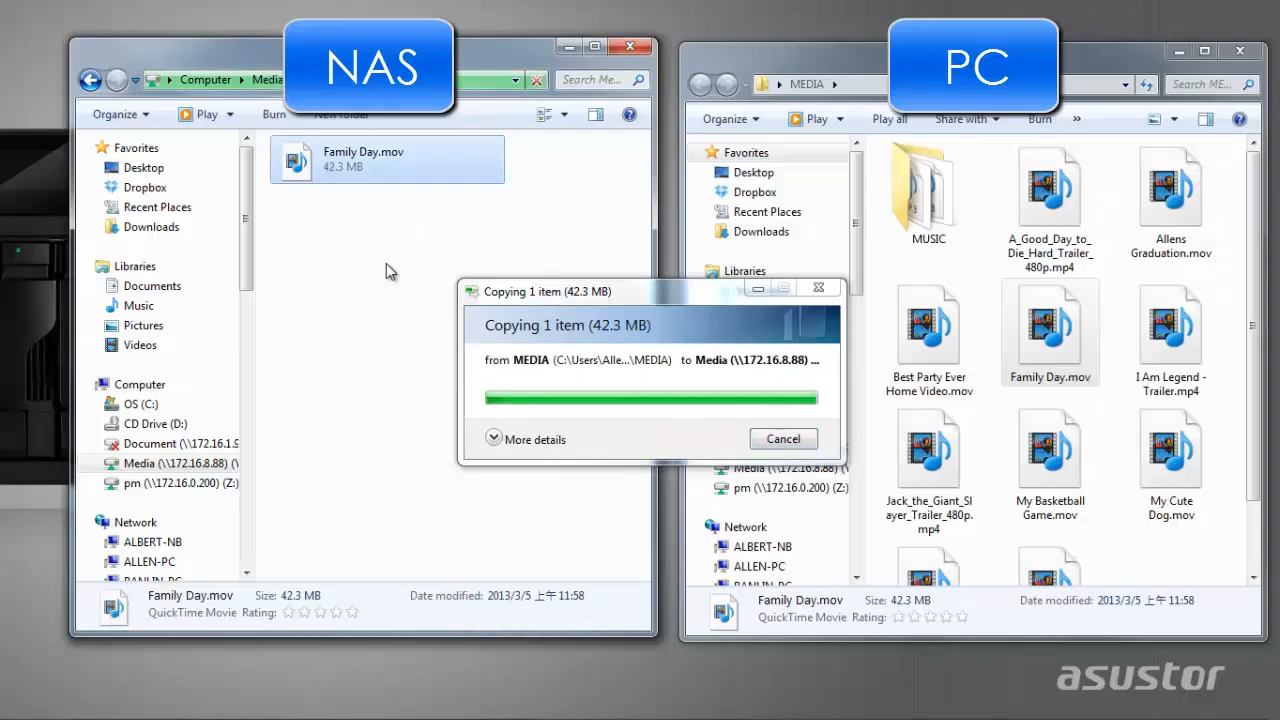 NAS
Computer
Media
Search Me...
Organize
Play
Burn
New folder
Favorites
Desktop
Dropbox
Recent Places
Downloads
Libraries
Documents
Music
Pictures
Videos
Computer
OS (C:)
CD Drive (D:)
Document (\\172.16.1.9
Media (\\172.16.8.88) (
pm (\\172.16.0.200) (Z:)
Network
ALBERT-NB
ALLEN-PC
BANLIN-PC
Family Day.mov
42.3 MB
Family Day.mov
Size: 42.3 MB
Date modified: 2013/3/5 上午 11:58
QuickTime Movie
Rating:
Copying 1 item (42.3 MB)
Copying 1 item (42.3 MB)
from MEDIA (C:\Users\Alle...\MEDIA) to Media (\\172.16.8.88) ...
More details
Cancel
PC
MEDIA
Search ME...
Organize
Play
Play all
Share with
Burn
»
Favorites
Desktop
Dropbox
Recent Places
Downloads
Libraries
Media (\\172.16.8.88) (
pm (\\172.16.0.200) (Z:)
Network
ALBERT-NB
ALLEN-PC
BANLIN-PC
MUSIC
A_Good_Day_to_
Die_Hard_Trailer_
480p.mp4
Allens
Graduation.mov
Best Party Ever
Home Video.mov
Family Day.mov
I Am Legend -
Trailer.mp4
Jack_the_Giant_Sl
ayer_Trailer_480p.
mp4
My Basketball
Game.mov
My Cute
Dog.mov
Family Day.mov
Size: 42.3 MB
Date modified: 2013/3/5 上午 11:58
QuickTime Movie
Rating:
asustor